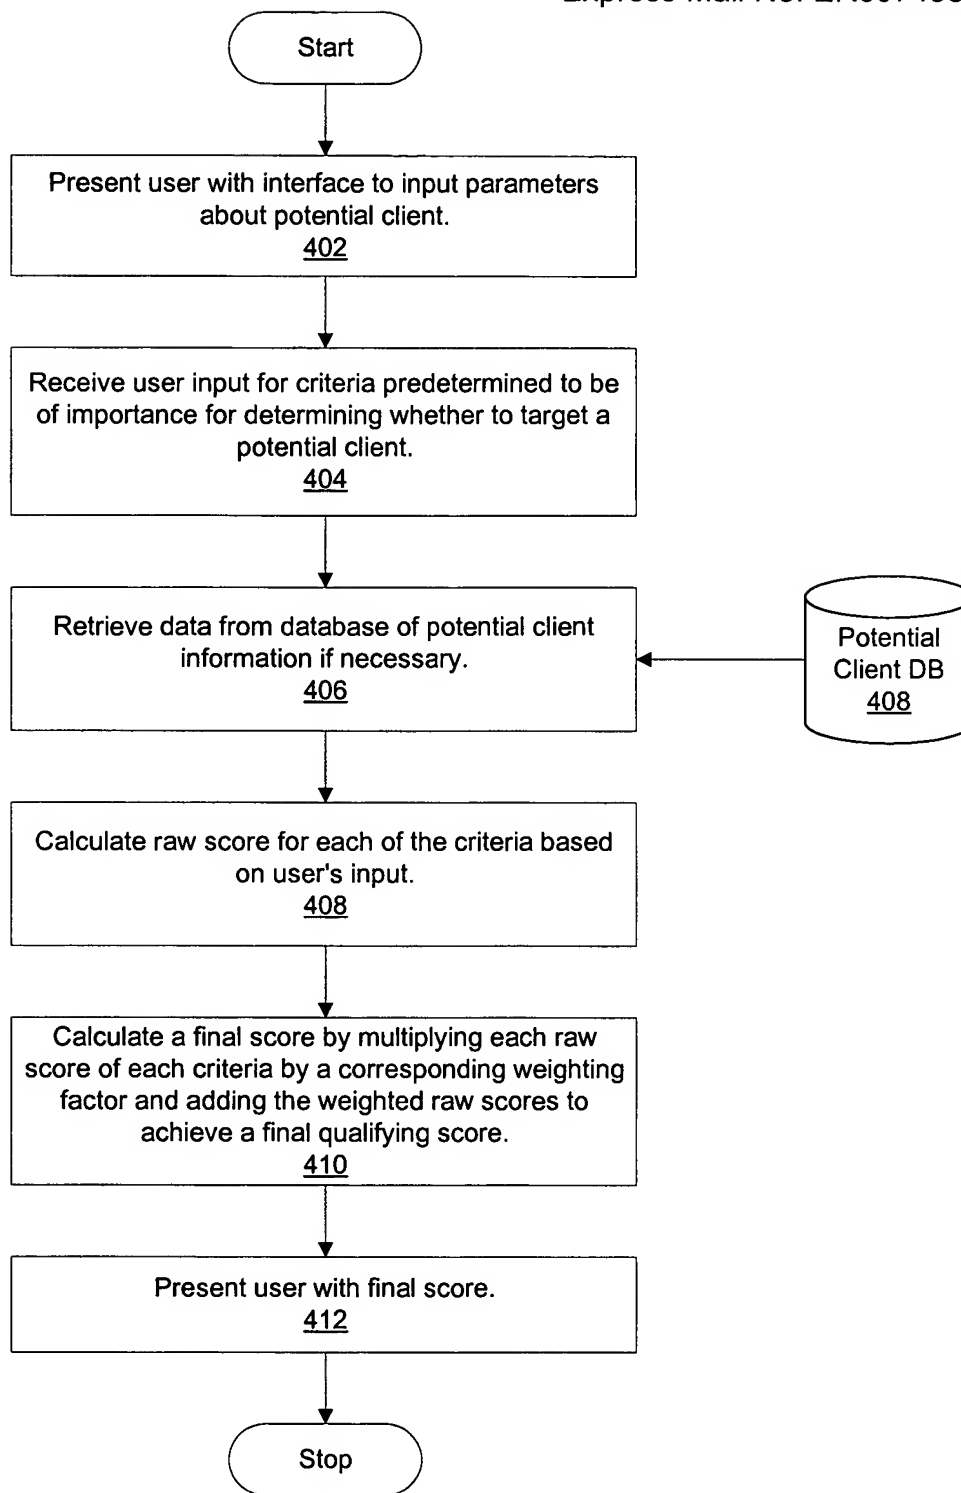 Start
Present user with interface to input parameters
about potential client.
402
Receive user input for criteria predetermined to be
of importance for determining whether to target a
potential client.
404
Retrieve data from database of potential client
information if necessary.
406
Potential
Client DB
408
Calculate raw score for each of the criteria based
on user's input.
408
Calculate a final score by multiplying each raw
score of each criteria by a corresponding weighting
factor and adding the weighted raw scores to
achieve a final qualifying score.
410
Present user with final score.
412
Stop